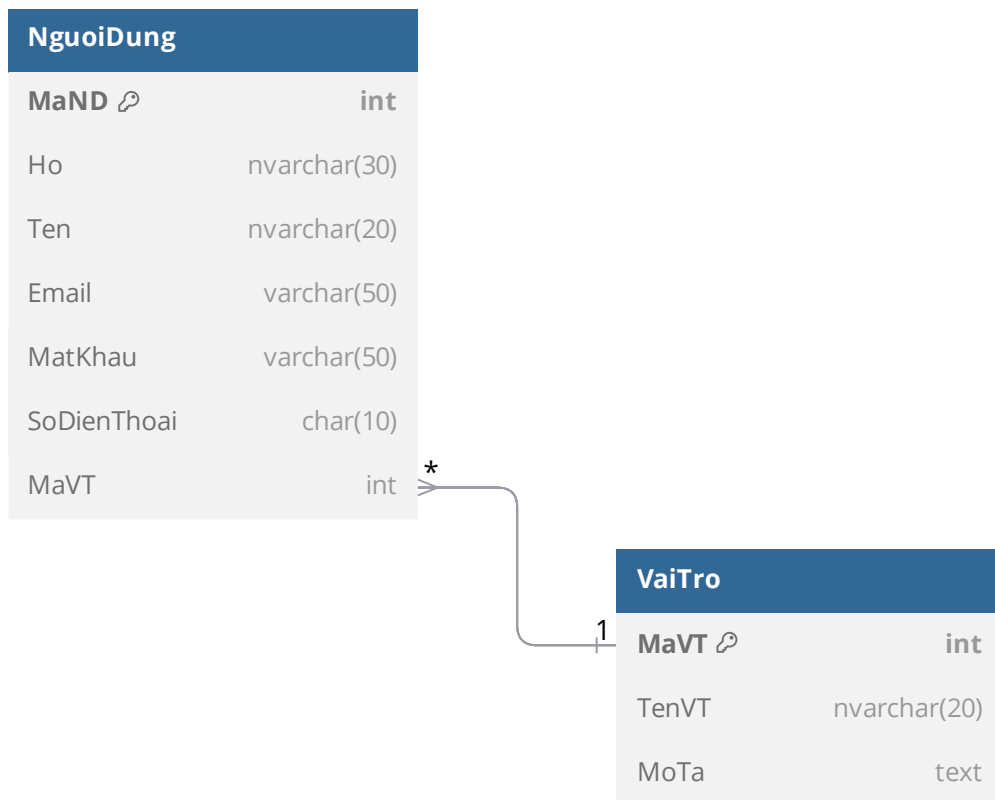 NguoiDung
MaND int
Ho nvarchar(30)
Ten nvarchar(20)
Email varchar(50)
MatKhau varchar(50)
SoDienThoai char(10)
MaVT int
*
1
VaiTro
MaVT int
TenVT nvarchar(20)
MoTa text